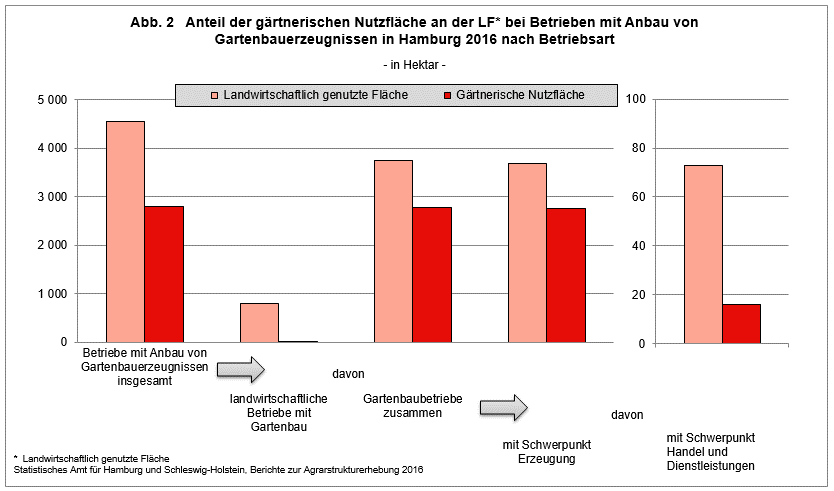 Abb. 2 Anteil der gärtnerischen Nutzfläche an der LF* bei Betrieben mit Anbau von
Gartenbauerzeugnissen in Hamburg 2016 nach Betriebsart
- in Hektar -
Landwirtschaftlich genutzte Fläche Gärtnerische Nutzfläche
5 000
4 000
3 000
2 000
1 000
0
100
80
60
40
20
0
Betriebe mit Anbau von
Gartenbauerzeugnissen
insgesamt
davon
landwirtschaftliche
Betriebe mit
Gartenbau
Gartenbaubetriebe
zusammen
davon
mit Schwerpunkt
Erzeugung
mit Schwerpunkt
Handel und
Dienstleistungen
* Landwirtschaftlich genutzte Fläche
Statistisches Amt für Hamburg und Schleswig-Holstein, Berichte zur Agrarstrukturerhebung 2016